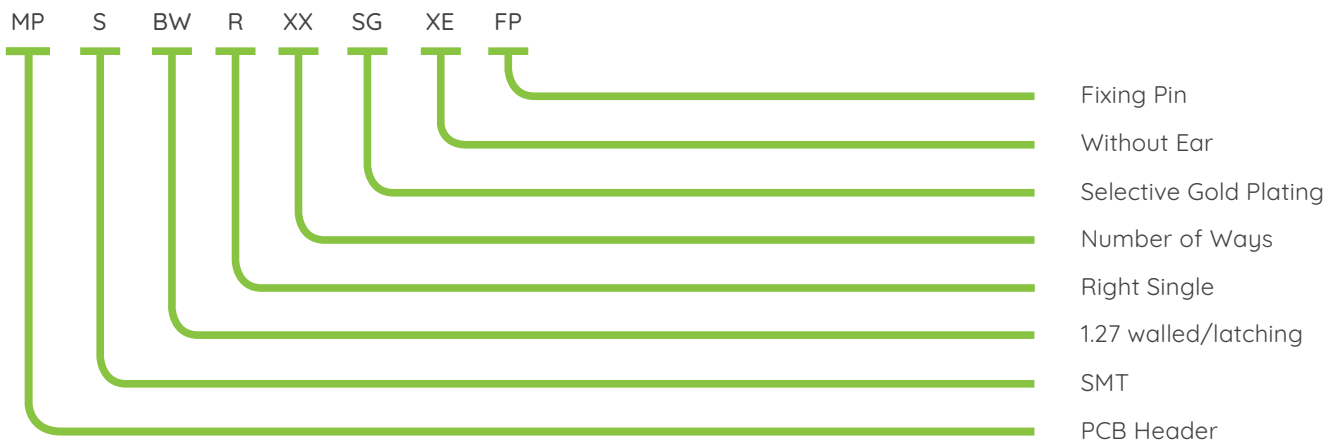 MP S BW R XX SG XE FP
Fixing Pin
Without Ear
Selective Gold Plating
Number of Ways
Right Single
1.27 walled/latching
SMT
PCB Header